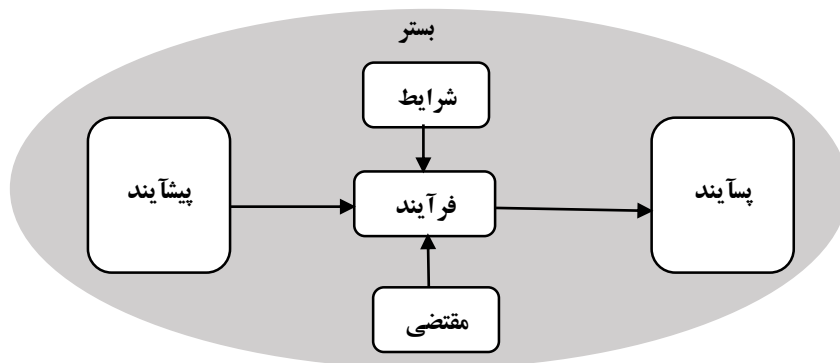 بستر
شرایط
پیشآیند
فرآیند
پسآیند
مقتضی